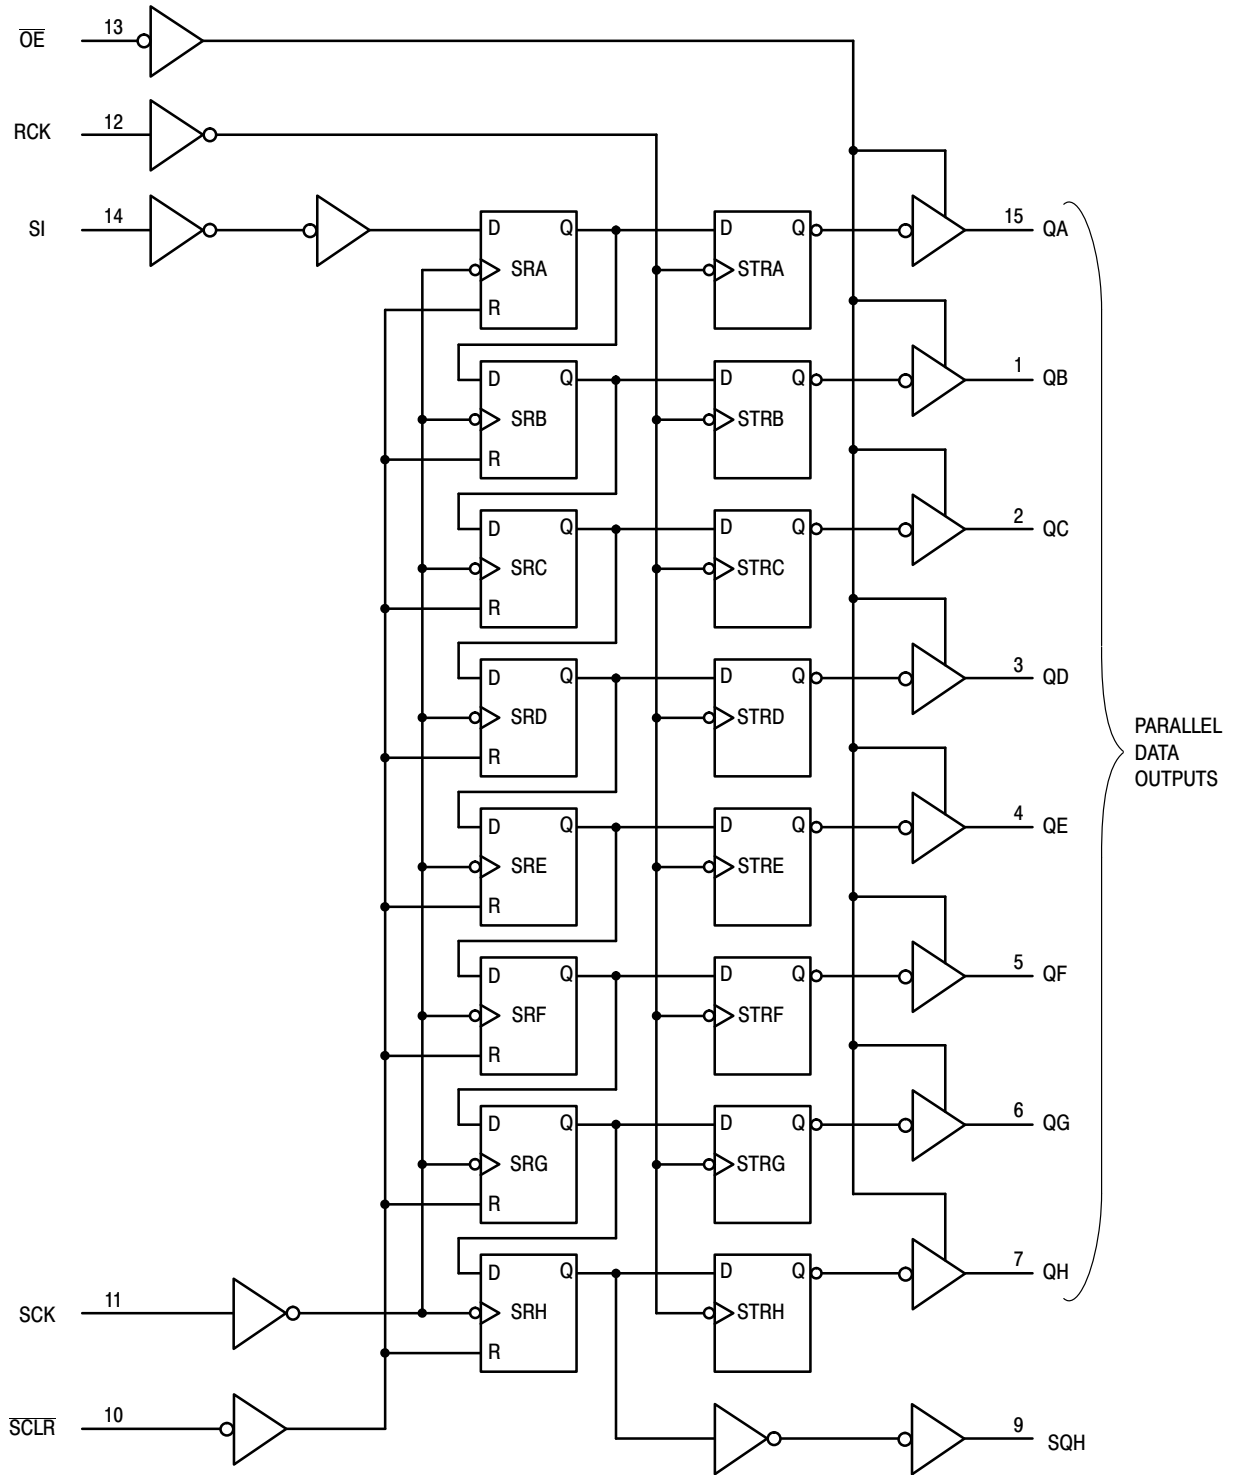 O̅E̅ 13
RCK 12
SI 14
D Q
SRA
R
D Q
STRA
15 QA
D Q
SRB
R
D Q
STRB
1 QB
D Q
SRC
R
D Q
STRC
2 QC
D Q
SRD
R
D Q
STRD
3 QD
D Q
SRE
R
D Q
STRE
4 QE
D Q
SRF
R
D Q
STRF
5 QF
D Q
SRG
R
D Q
STRG
6 QG
D Q
SRH
R
D Q
STRH
7 QH
PARALLEL
DATA
OUTPUTS
SCK 11
S̅C̅L̅R̅ 10
9 SQH